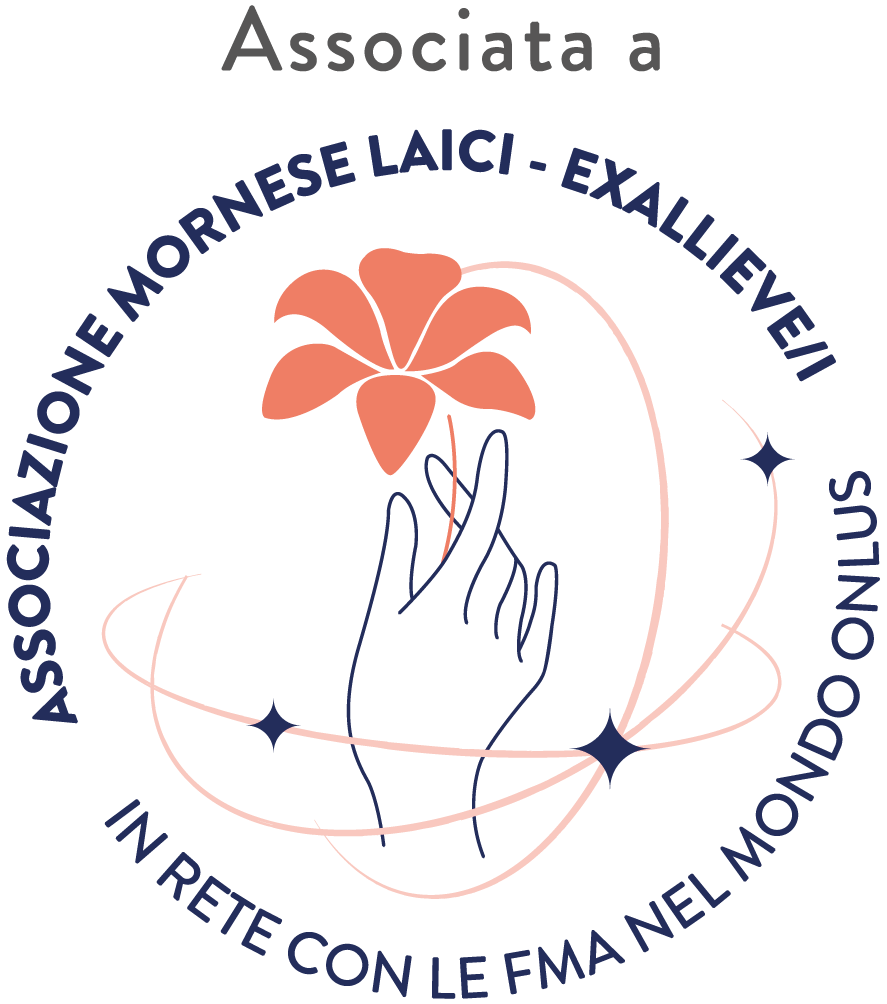 Associata a
ASSOCIAZIONE MORNESE LAICI - EXALLIEVE/I
IN RETE CON LE FMA NEL MONDO ONLUS